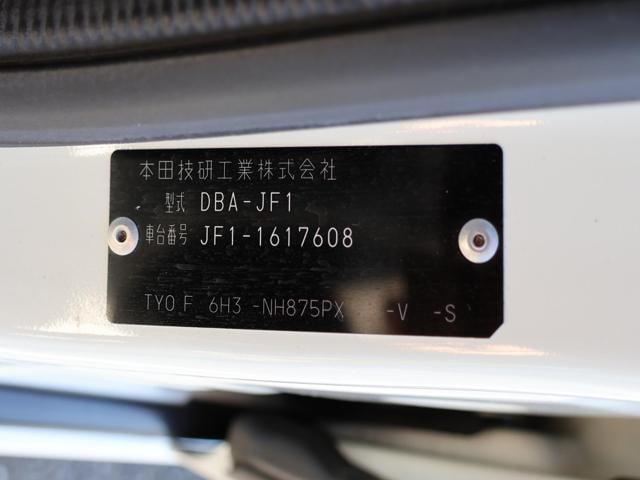 本田技研工業株式会社
型式 DBA-JF1
車台番号 JF1-1617608
TYO F 6H3 -NH875PX -V -S